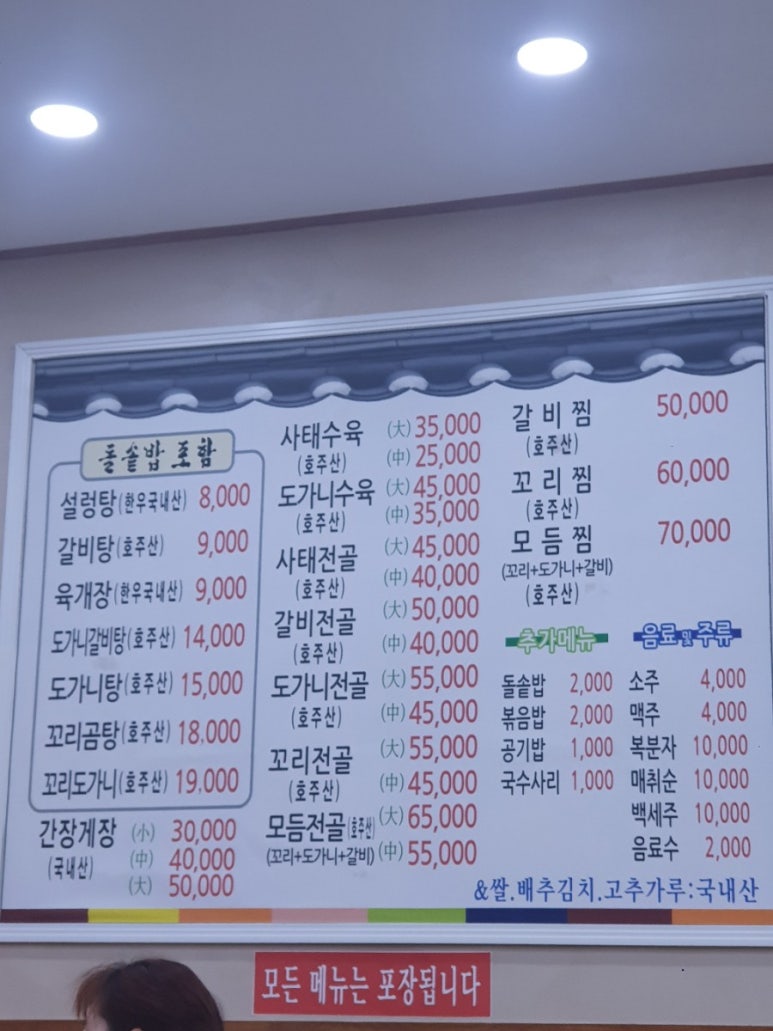 돌솥밥 포함
설렁탕(한우국내산) 8,000
갈비탕(호주산) 9,000
육개장(한우국내산) 9,000
도가니갈비탕(호주산) 14,000
도가니탕(호주산) 15,000
꼬리곰탕(호주산) 18,000
꼬리도가니(호주산) 19,000
간장게장 (小) 30,000
(국내산) (中) 40,000
(大) 50,000
사태수육 (大) 35,000
(호주산) (中) 25,000
도가니수육 (大) 45,000
(호주산) (中) 35,000
사태전골 (大) 45,000
(호주산) (中) 40,000
갈비전골 (大) 50,000
(호주산) (中) 40,000
도가니전골 (大) 55,000
(호주산) (中) 45,000
꼬리전골 (大) 55,000
(호주산) (中) 45,000
모듬전골(호주산) (大) 65,000
(꼬리+도가니+갈비) (中) 55,000
갈비찜 50,000
(호주산)
꼬리찜 60,000
(호주산)
모듬찜 70,000
(꼬리+도가니+갈비)
(호주산)
추가메뉴
돌솥밥 2,000
볶음밥 2,000
공기밥 1,000
국수사리 1,000
음료 및 주류
소주 4,000
맥주 4,000
복분자 10,000
매취순 10,000
백세주 10,000
음료수 2,000
&쌀.배추김치.고추가루:국내산
모든 메뉴는 포장됩니다